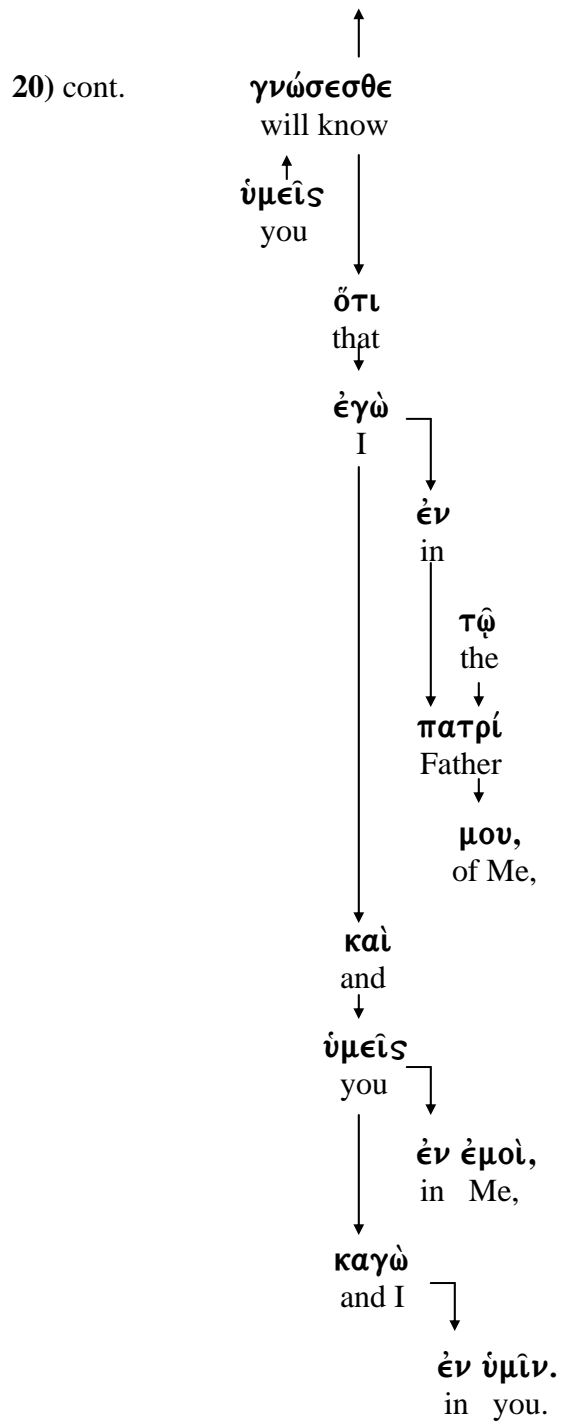 20) cont.
γνώσεσθε
will know
ὑμεῖς
you
ὅτι
that
ἐγὼ
I
ἐν
in
τῷ
the
πατρί
Father
μου,
of Me,
καὶ
and
ὑμεῖς
you
ἐν ἐμοὶ,
in Me,
καγὼ
and I
ἐν ὑμῖν.
in you.